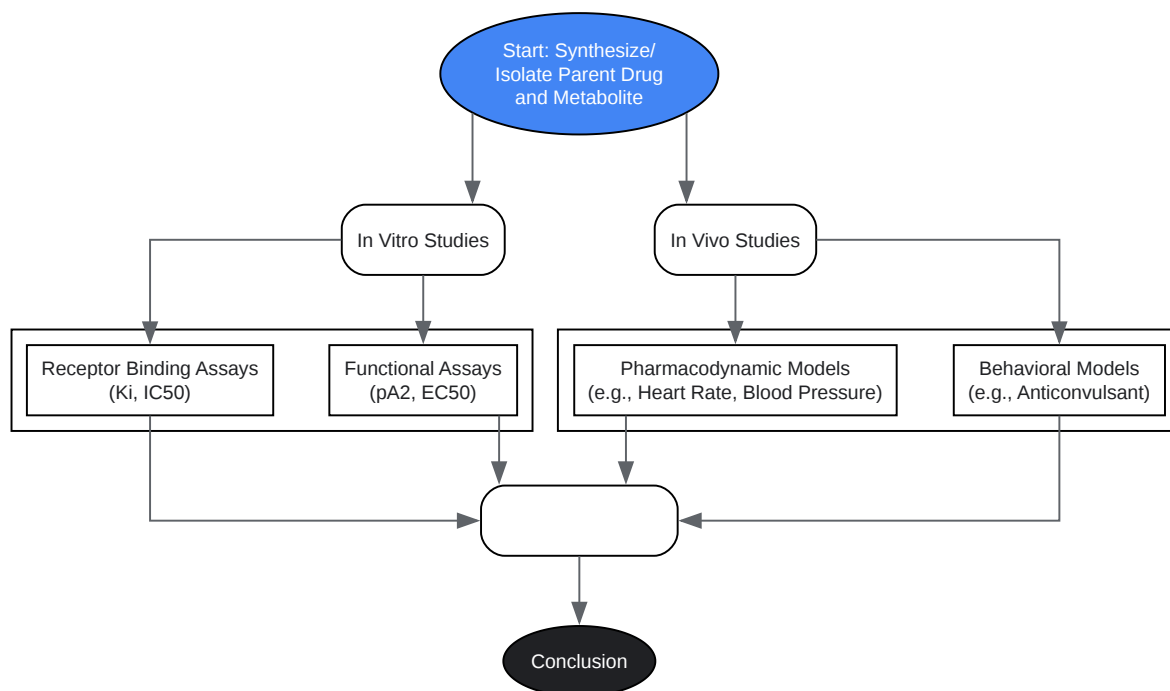 Start: Synthesize/
Isolate Parent Drug
and Metabolite
In Vitro Studies
In Vivo Studies
Receptor Binding Assays
(Ki, IC50)
Functional Assays
(pA2, EC50)
Pharmacodynamic Models
(e.g., Heart Rate, Blood Pressure)
Behavioral Models
(e.g., Anticonvulsant)
Conclusion